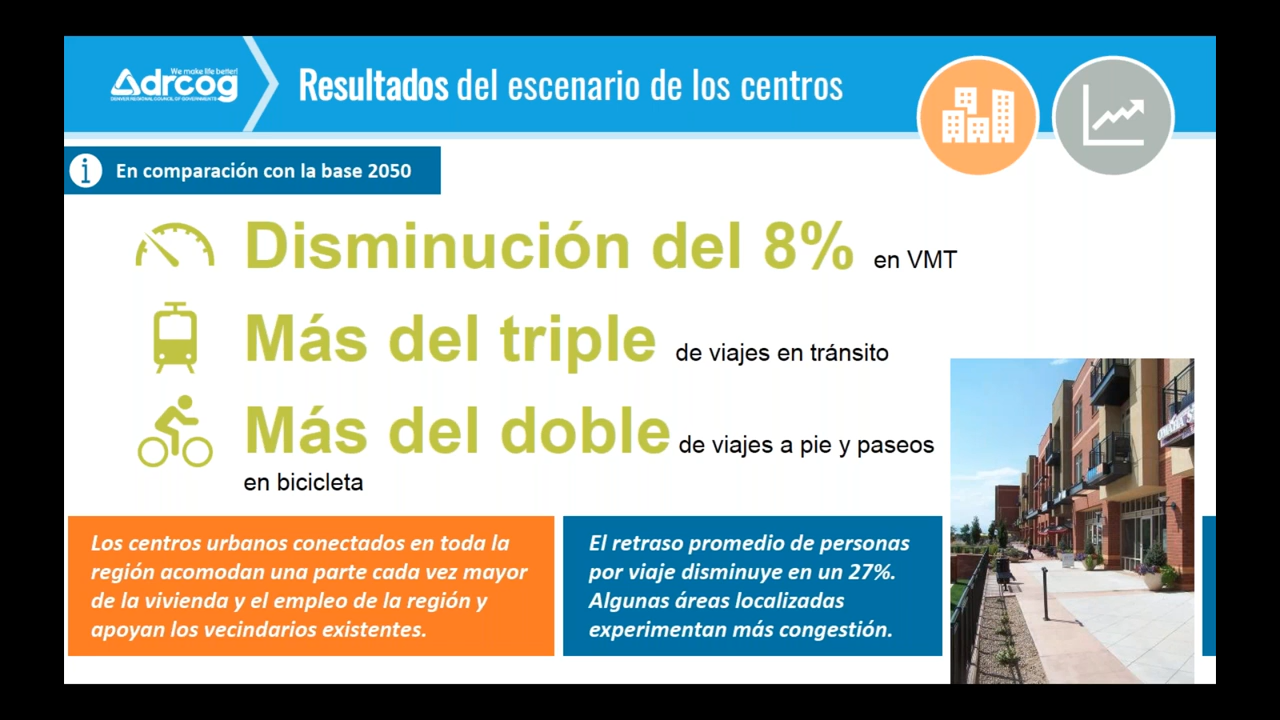 We make life better!
drcog
DENVER REGIONAL COUNCIL OF GOVERNMENTS
Resultados del escenario de los centros
i En comparación con la base 2050
Disminución del 8% en VMT
Más del triple de viajes en tránsito
Más del doble de viajes a pie y paseos
en bicicleta
Los centros urbanos conectados en toda la
región acomodan una parte cada vez mayor
de la vivienda y el empleo de la región y
apoyan los vecindarios existentes.
El retraso promedio de personas
por viaje disminuye en un 27%.
Algunas áreas localizadas
experimentan más congestión.